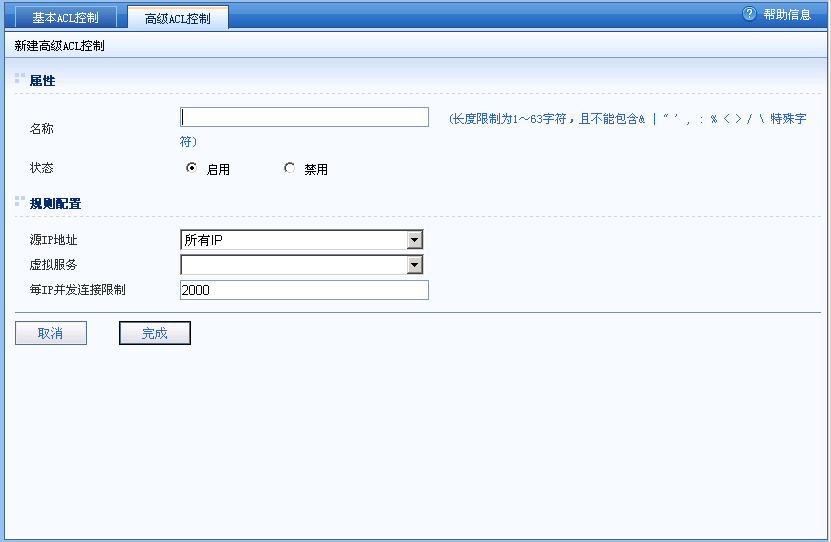 基本ACL控制
高级ACL控制
? 帮助信息
新建高级ACL控制
属性
名称
(长度限制为1～63字符，且不能包含& | “ ’ , : % < > / \ 特殊字
符)
状态
启用
禁用
规则配置
源IP地址
所有IP
虚拟服务
每IP并发连接限制
2000
取消
完成